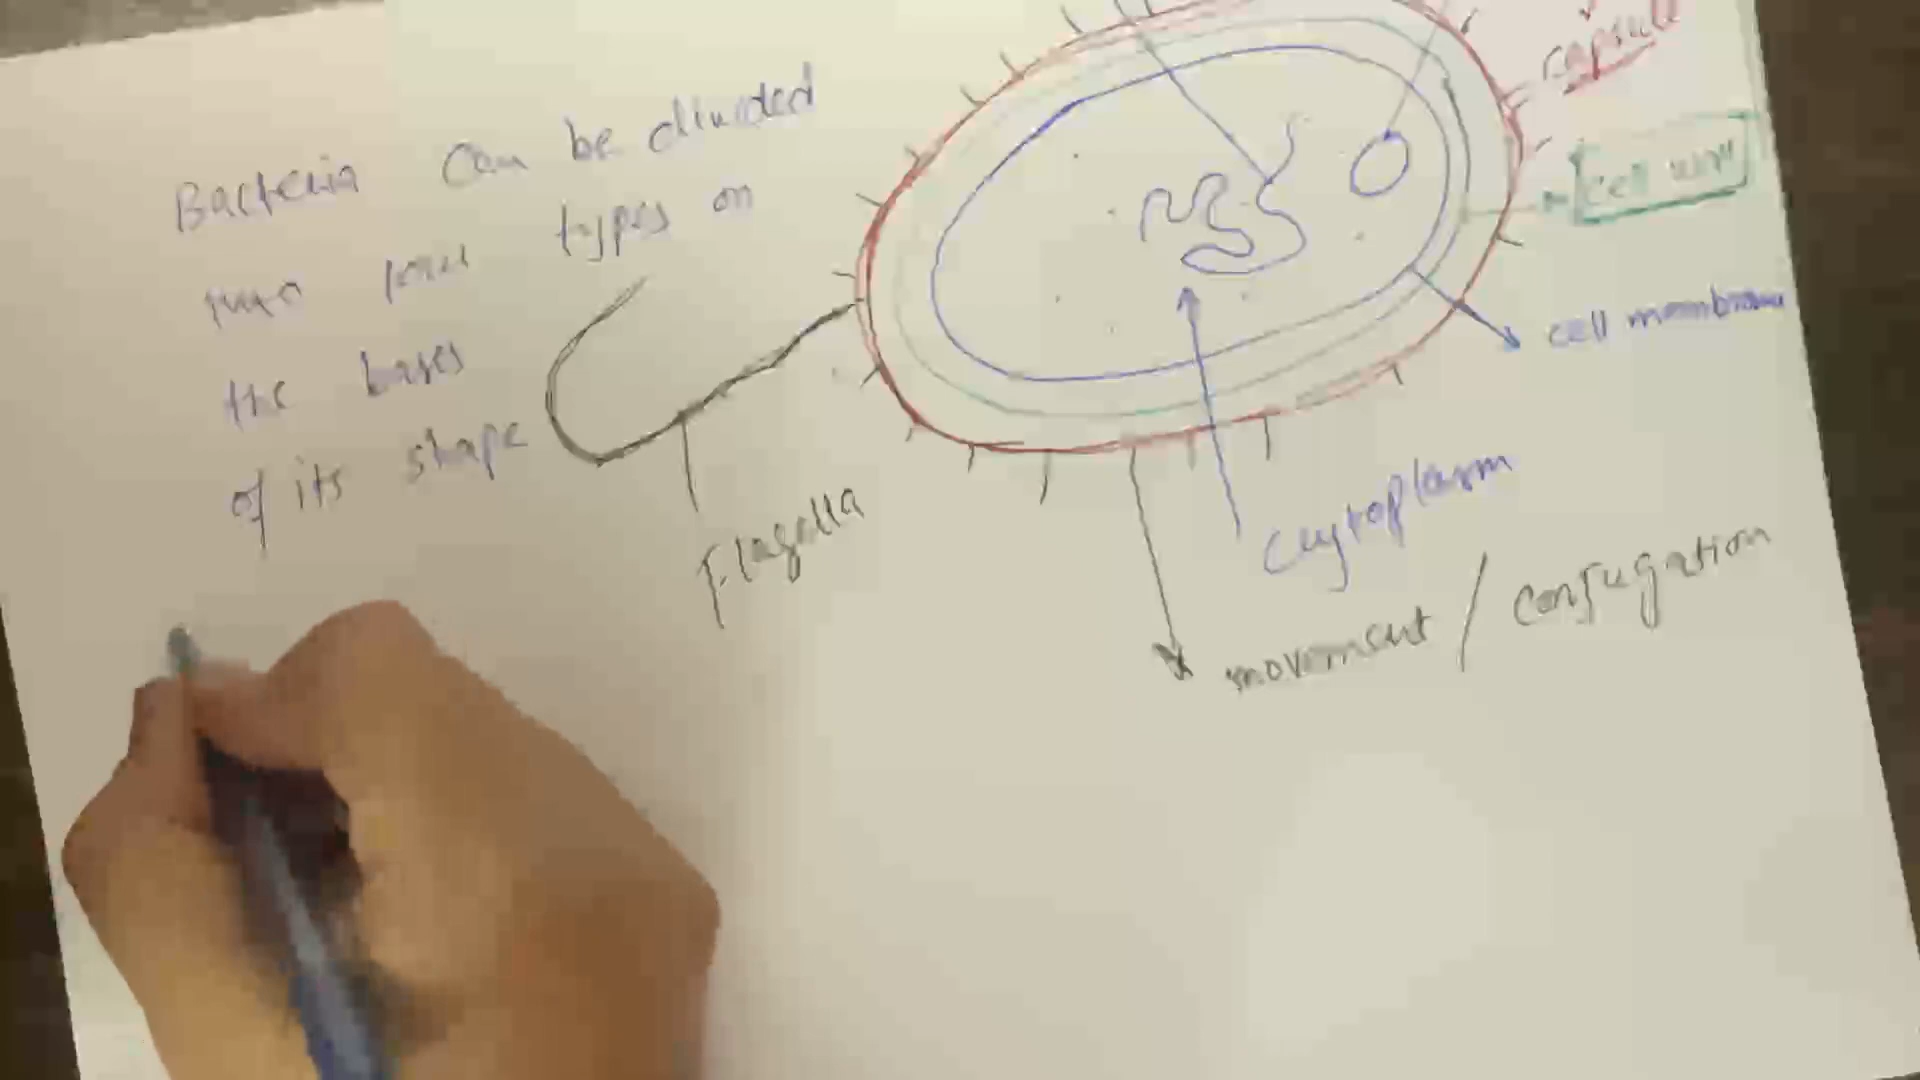 Bacteria can be divided
into four types on
the bases
of its shape
capsule
cell wall
cell membrane
Flagella
Cytoplasm
movement / conjugation